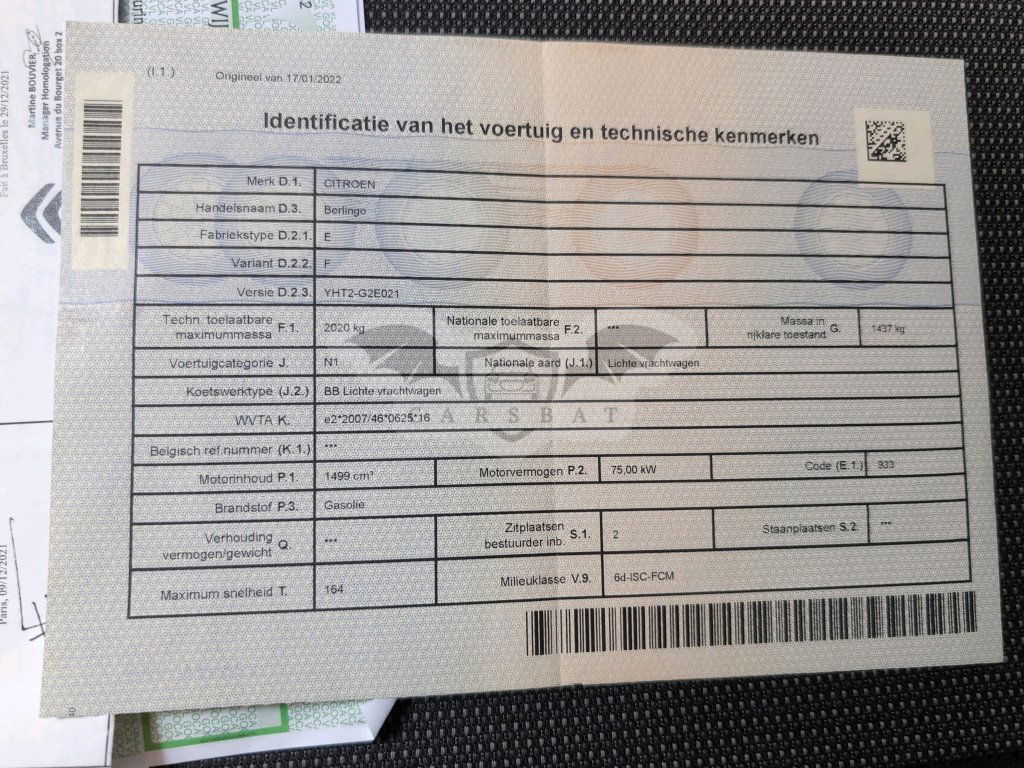 (I.1) Origineel van 17/01/2022
Identificatie van het voertuig en technische kenmerken
Merk D.1. CITROEN
Handelsnaam D.3. Berlingo
Fabriekstype D.2.1. E
Variant D.2.2. F
Versie D.2.3. YHT2-G2E021
Techn. toelaatbare maximummassa F.1. 2020 kg Nationale toelaatbare maximummassa F.2. *** Massa in rijklare toestand G. 1437 kg
Voertuigcategorie J. N1 Nationale aard (J.1.) Lichte vrachtwagen
Koetswerktype (J.2.) BB Lichte vrachtwagen
WVTA K. e2*2007/46*0625*16
CARSBAT
Belgisch ref.nummer (K.1.) ***
Motorinhoud P.1. 1499 cm³ Motorvermogen P.2. 75,00 kW Code (E.1.) 933
Brandstof P.3. Gasolie
Verhouding vermogen/gewicht Q. *** Zitplaatsen bestuurder inb. S.1. 2 Staanplaatsen S.2. ***
Maximum snelheid T. 164 Milieuklasse V.9. 6d-ISC-FCM
Martine BOUVIER
Manager Homologation
Avenue du Bourget 20 box 2
Fait à Bruxelles le 29/12/2021
Paris, 09/12/2021